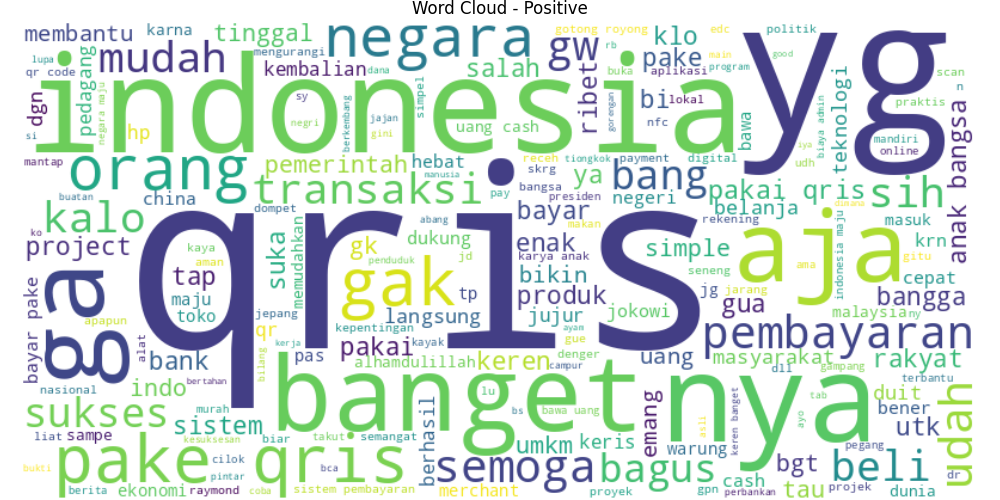 Word Cloud - Positive
membantu karna tinggal negara gw gotong royong klo edc politik
lupa mudah mengurangi rb pake main good
qr code pedagang kembalian dana salah ribet buka aplikasi program scan n
dgn indonesia yg
negara maju sy simpel bi lokal teknologi praktis
si hp negri berkembang jajan gini uang cash gorengan nfc bawa iya biaya admin mandiri online
mantap orang pemerintah hebat receh tiongkok payment digital udh bangsa
manusia skrg ya bang pakai qris sih anak bangsa
buatan china transaksi pay bangsa presiden negeri belanja dimana
kalo dompet abang bayar makan rekening masuk
ko project kaya suka memudahkan gk dukung enak karya anak simple aja gitu krn
aman penduduk jd seneng ama indonesia maju
tap qris gak tp bikin jg jarang cepat
ga maju produk gua bangga
bayar pake apapun toko jepang qr kepentingan langsung jujur jokowi malaysia ny
alat kerja pakai kayak ayam gue pembayaran
bank bilang pas alhamdulillah keren denger uang masyarakat rakyat
nasional bertahan indo banget campur nya dll gampang terbantu
murah lu tab duit udah
sukses sistem berhasil bs bawa uang emang asli keren banget ayo bener utk
liat sampe kesuksesan biar takut semangat umkm keris warung pegang
pake qris cilok semoga bagus bgt beli
bukti pintar bca cash
berita ekonomi raymond coba sistem pembayaran merchant proyek gpn perbankan tau projek dunia dr